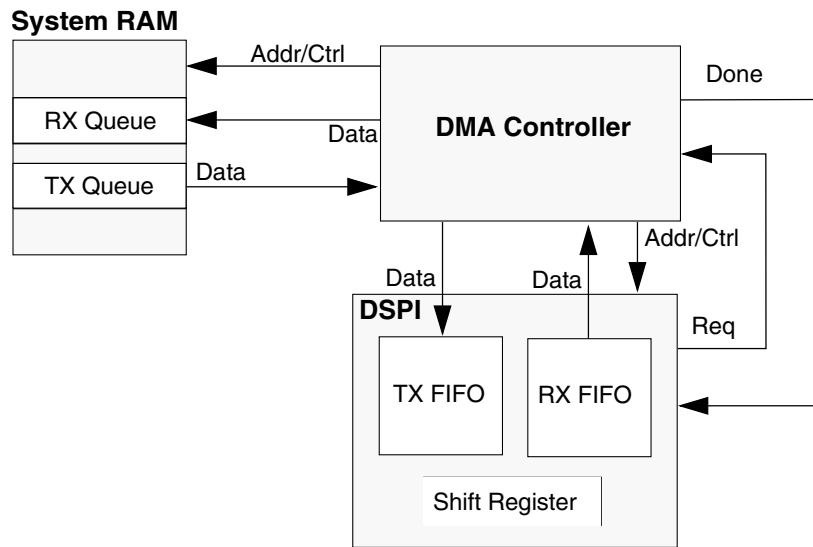 System RAM
Addr/Ctrl
Done
RX Queue
Data
DMA Controller
TX Queue
Data
Addr/Ctrl
Data
Data
DSPI
Req
TX FIFO
RX FIFO
Shift Register